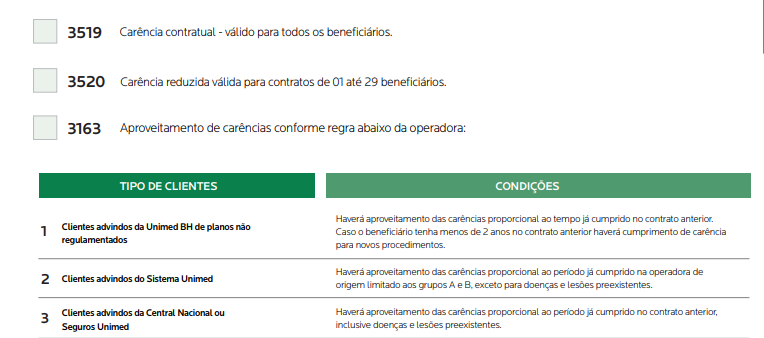 3519 Carência contratual - válido para todos os beneficiários.
3520 Carência reduzida válida para contratos de 01 até 29 beneficiários.
3163 Aproveitamento de carências conforme regra abaixo da operadora:
TIPO DE CLIENTES
CONDIÇÕES
1 Clientes advindos da Unimed BH de planos não
regulamentados
Haverá aproveitamento das carências proporcional ao tempo já cumprido no contrato anterior.
Caso o beneficiário tenha menos de 2 anos no contrato anterior haverá cumprimento de carência
para novos procedimentos.
2 Clientes advindos do Sistema Unimed
Haverá aproveitamento das carências proporcional ao período já cumprido na operadora de
origem limitado aos grupos A e B, exceto para doenças e lesões preexistentes.
3 Clientes advindos da Central Nacional ou
Seguros Unimed
Haverá aproveitamento das carências proporcional ao período já cumprido no contrato anterior,
inclusive doenças e lesões preexistentes.